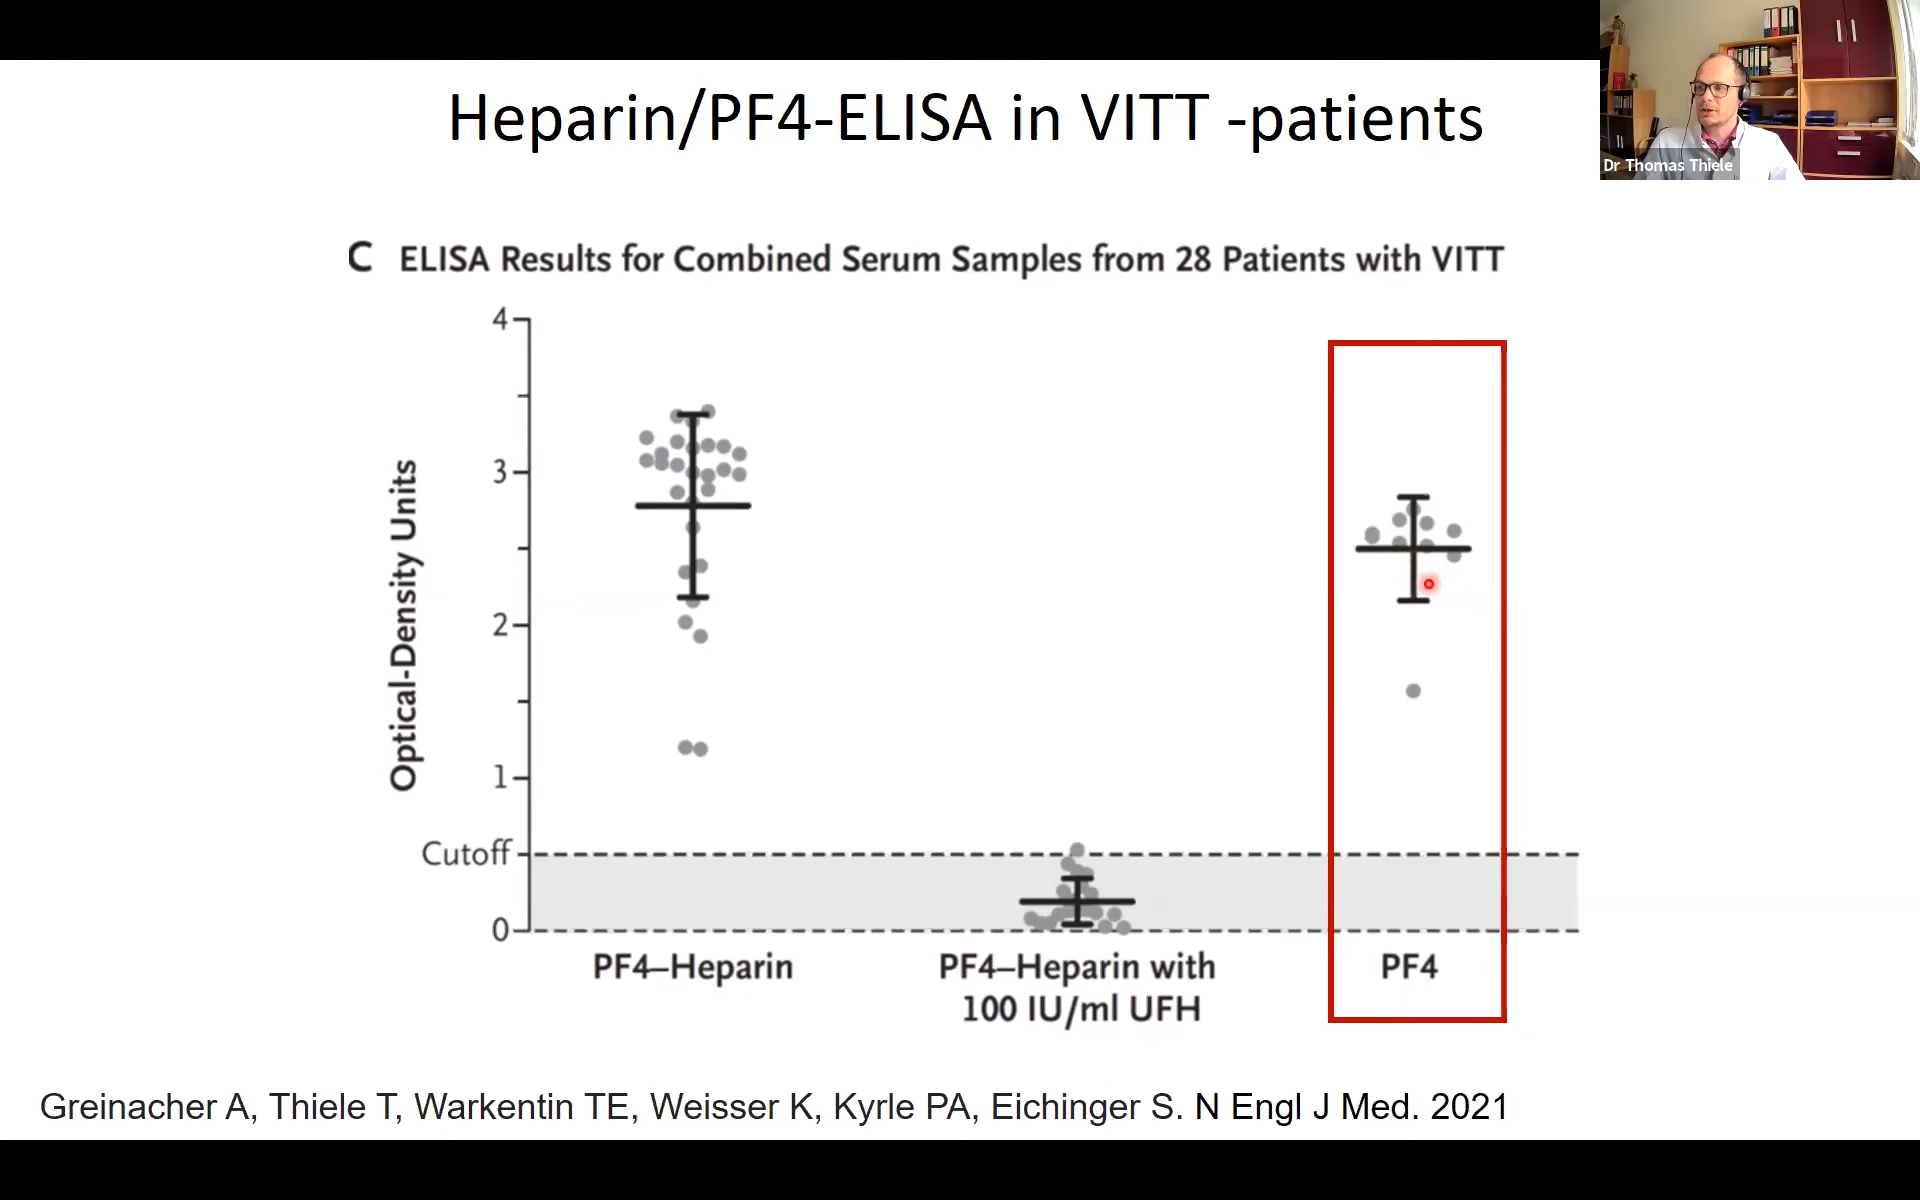 Heparin/PF4-ELISA in VITT -patients
Dr Thomas Thiele
C ELISA Results for Combined Serum Samples from 28 Patients with VITT
Optical-Density Units
4
3
2
1
Cutoff
0
PF4–Heparin
PF4–Heparin with
100 IU/ml UFH
PF4
Greinacher A, Thiele T, Warkentin TE, Weisser K, Kyrle PA, Eichinger S. N Engl J Med. 2021